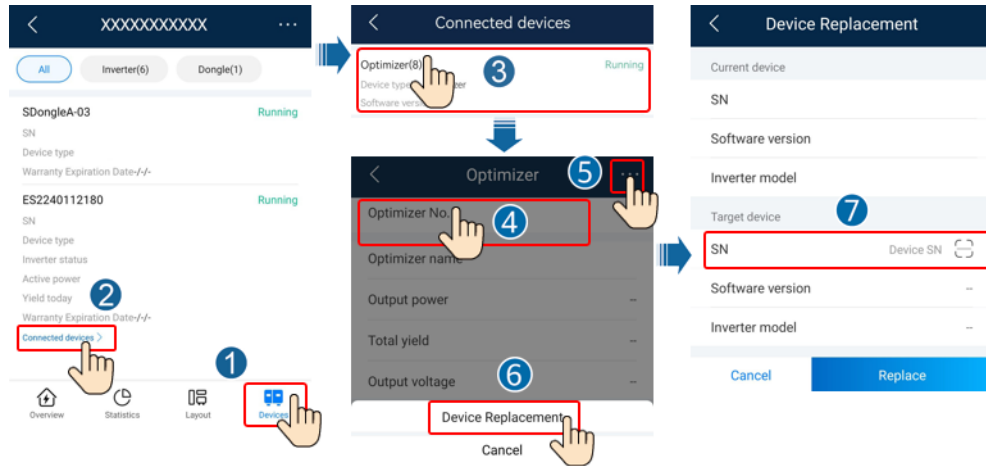 XXXXXXXXXXX
...
All
Inverter(6)
Dongle(1)
SDongleA-03
Running
SN
Device type
Warranty Expiration Date-/-/-
ES2240112180
Running
SN
Device type
Inverter status
Active power
Yield today
2
Warranty Expiration Date-/-/-
Connected devices >
1
Overview
Statistics
Layout
Devices
Connected devices
Optimizer(8)
3
Running
Device type
Software
Optimizer
5
...
Optimizer No.
4
Optimizer name
Output power
--
Total yield
--
Output voltage
--
6
Device Replacement
Cancel
Device Replacement
Current device
SN
Software version
Inverter model
Target device
7
SN
Device SN
Software version
--
Inverter model
--
Cancel
Replace